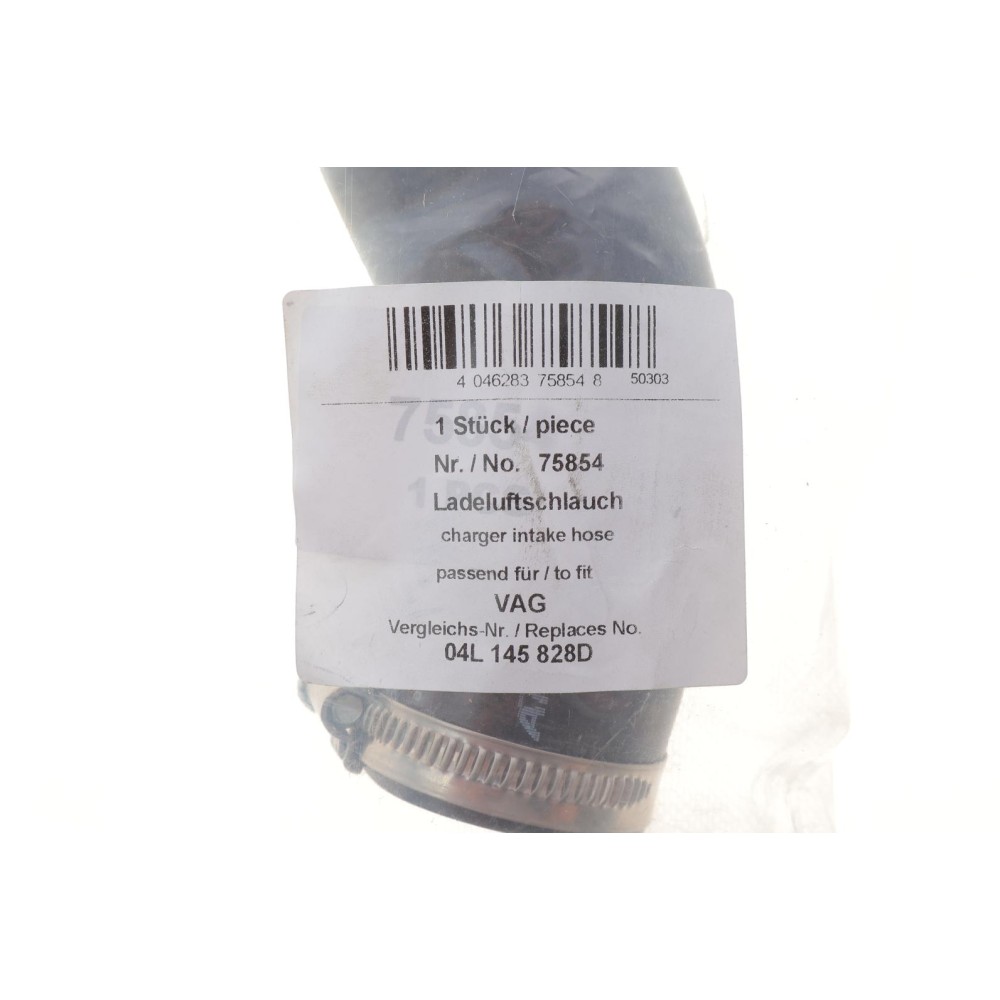 4 046283 75854 8 50303
1 Stück / piece
Nr. / No. 75854
Ladeluftschlauch
charger intake hose
passend für / to fit
VAG
Vergleichs-Nr. / Replaces No.
04L 145 828D